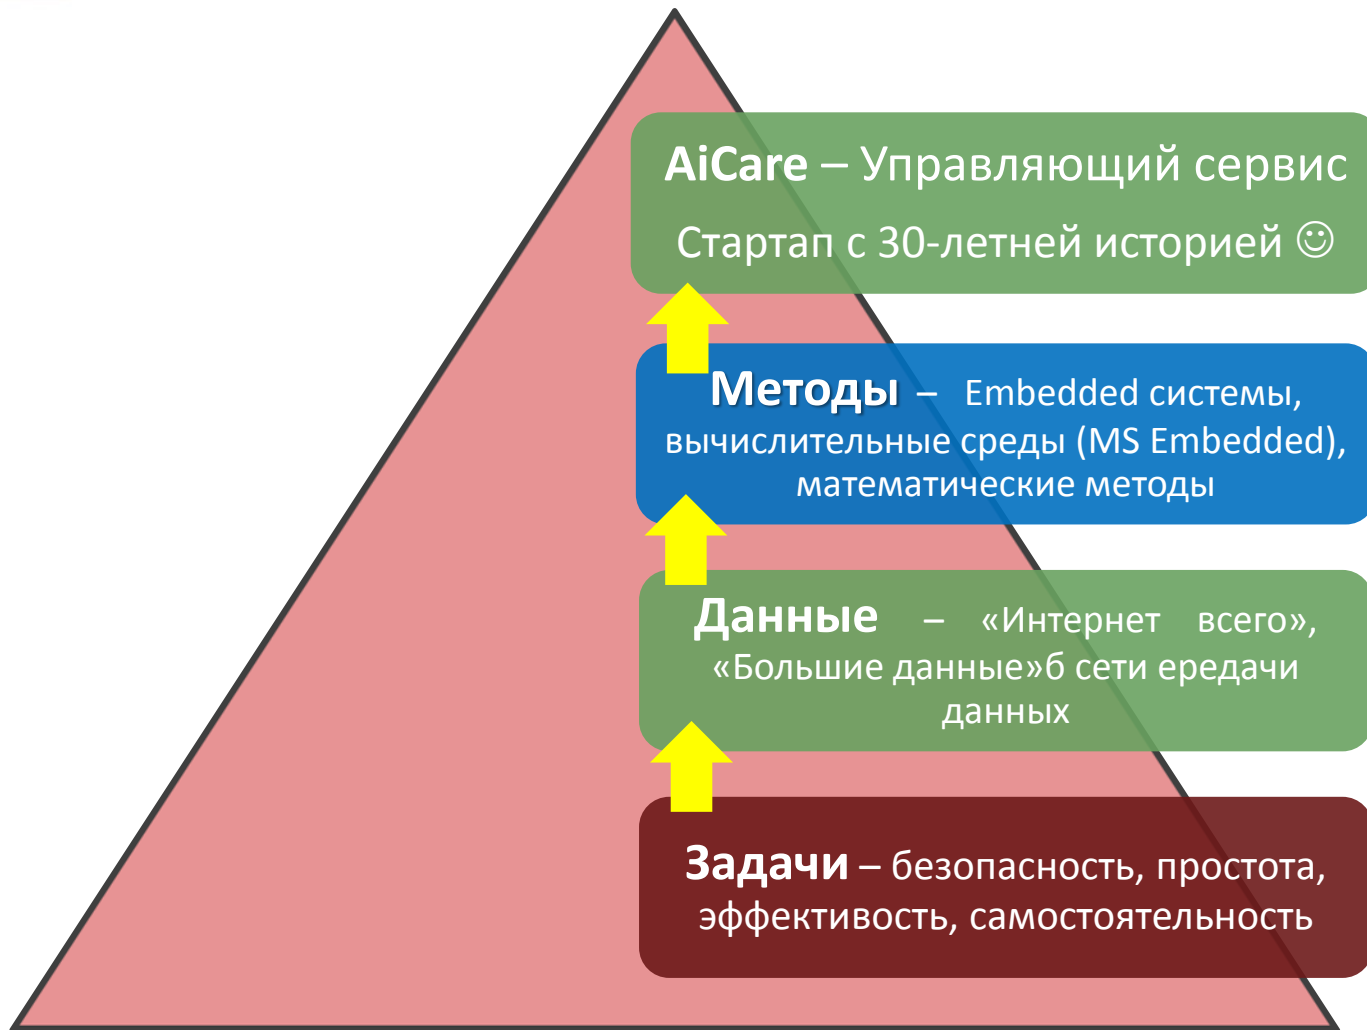 AiCare – Управляющий сервис
Стартап с 30-летней историей ☺
Методы – Embedded системы,
вычислительные среды (MS Embedded),
математические методы
Данные – «Интернет всего»,
«Большие данные»б сети ередачи
данных
Задачи – безопасность, простота,
эффективость, самостоятельность